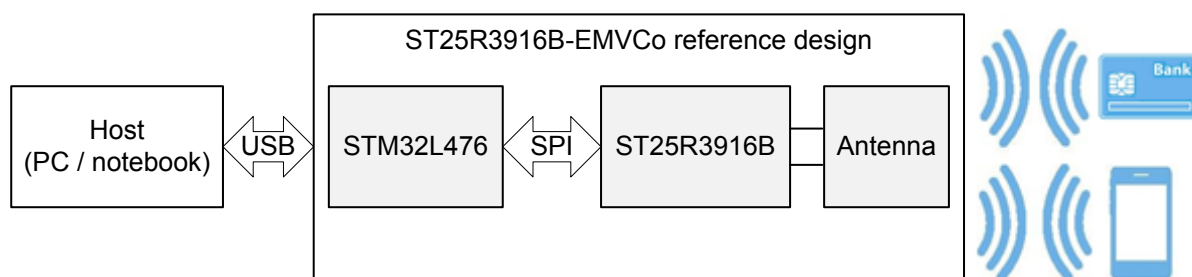 ST25R3916B-EMVCo reference design
Host
(PC / notebook)
USB
STM32L476
SPI
ST25R3916B
Antenna
Bank